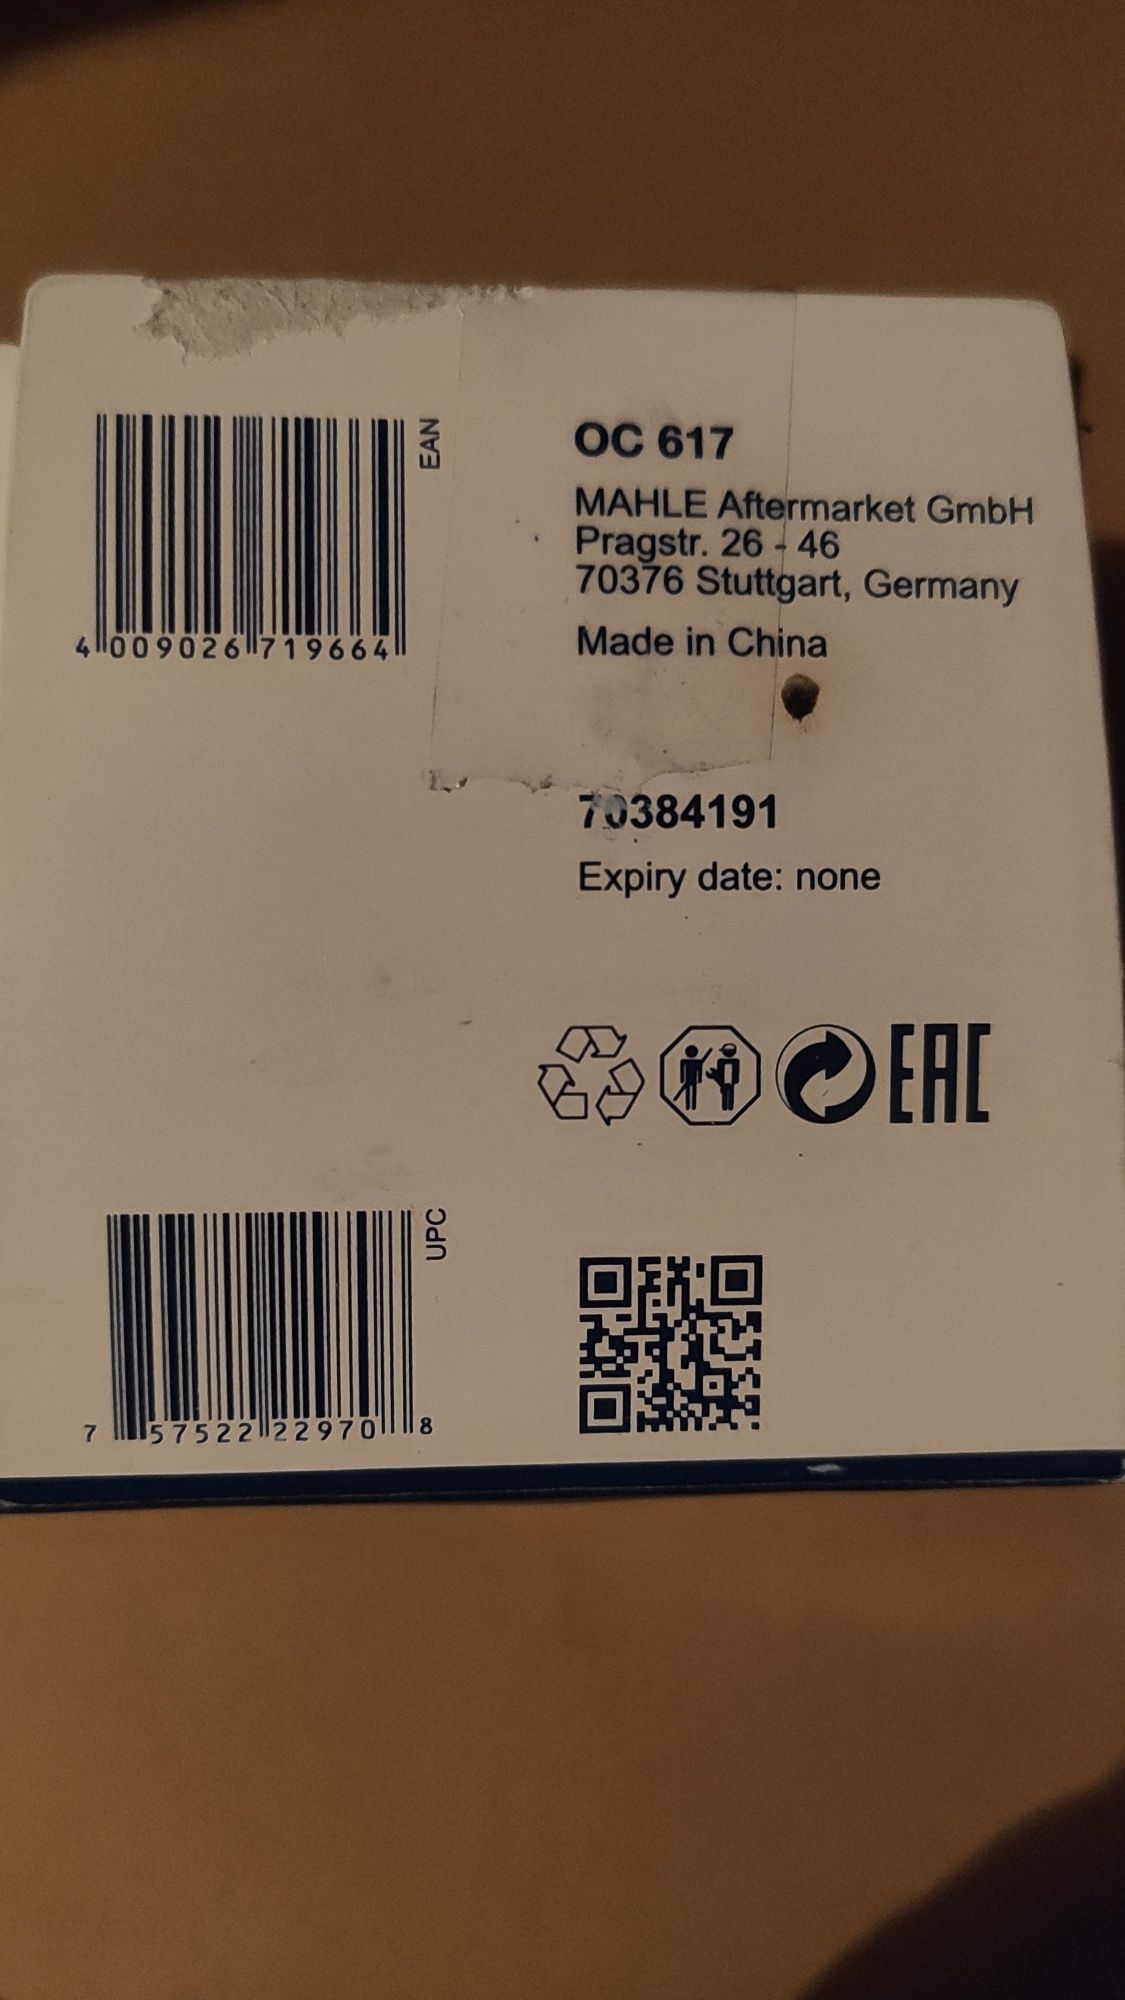 EAN
4 009026 719664
OC 617
MAHLE Aftermarket GmbH
Pragstr. 26 - 46
70376 Stuttgart, Germany
Made in China
70384191
Expiry date: none
EAC
UPC
7 57522 22970 8